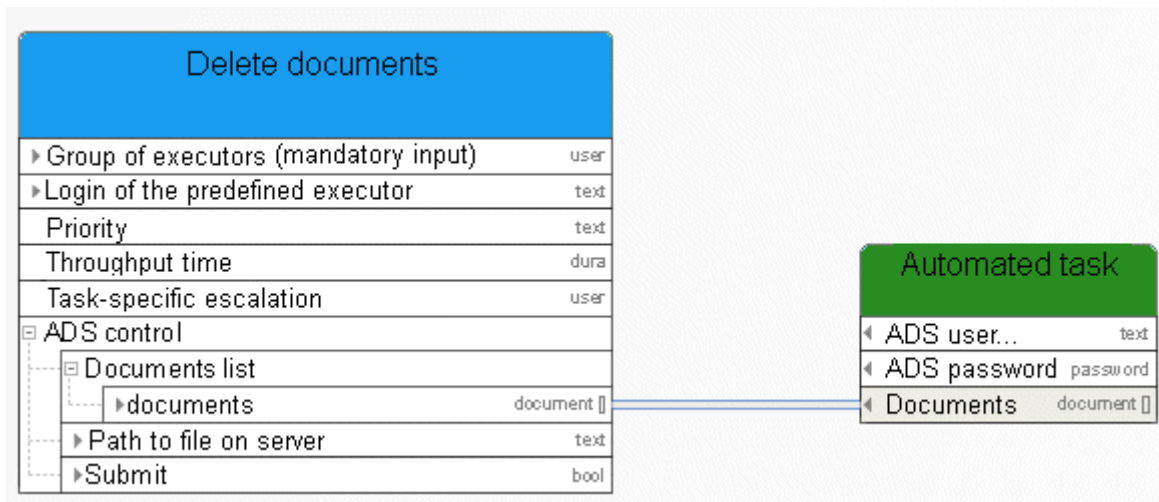 Delete documents
Group of executors (mandatory input) user
Login of the predefined executor text
Priority text
Throughput time dura
Task-specific escalation user
ADS control
Documents list
documents document []
Path to file on server text
Submit bool
Automated task
ADS user... text
ADS password password
Documents document []